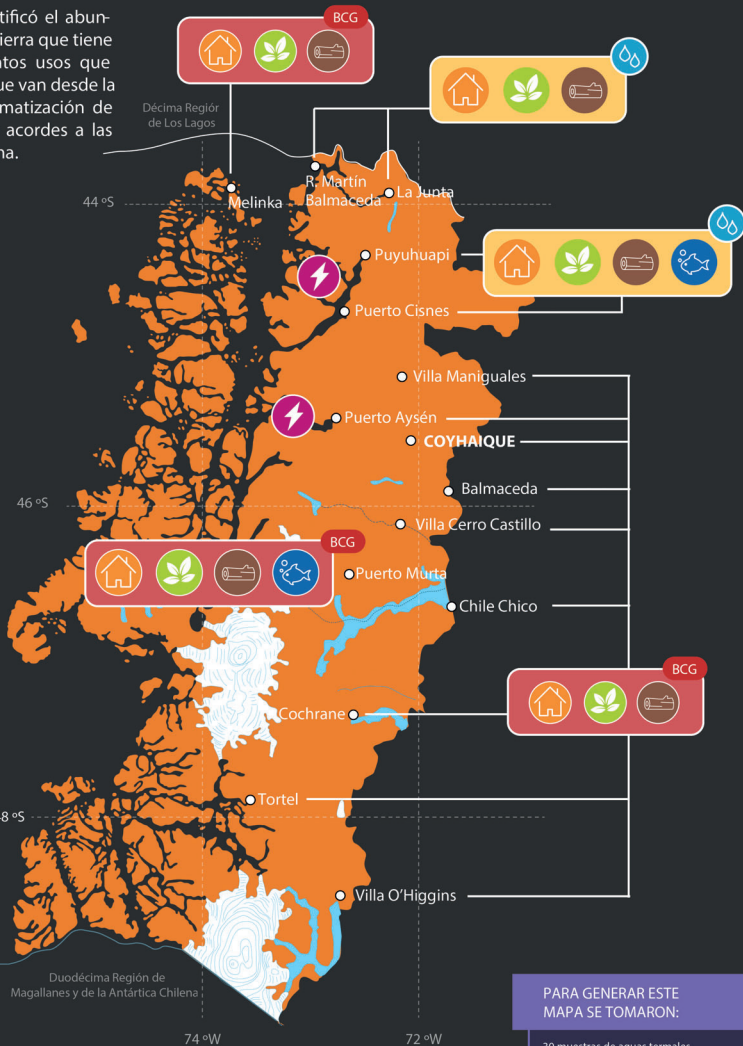 tificó el abun-
ierra que tiene
ntos usos que
que van desde la
matización de
acordes a las
na.
BCG
Décima Región
de Los Lagos
44 ºS
Melinka
R. Martín
Balmaceda
La Junta
Puyuhuapi
Puerto Cisnes
Villa Maniguales
Puerto Aysén
COYHAIQUE
Balmaceda
46 ºS
Villa Cerro Castillo
BCG
Puerto Murta
Chile Chico
BCG
Cochrane
Tortel
48 ºS
Villa O'Higgins
Duodécima Región de
Magallanes y de la Antártica Chilena
PARA GENERAR ESTE
MAPA SE TOMARON:
74 ºW
72 ºW